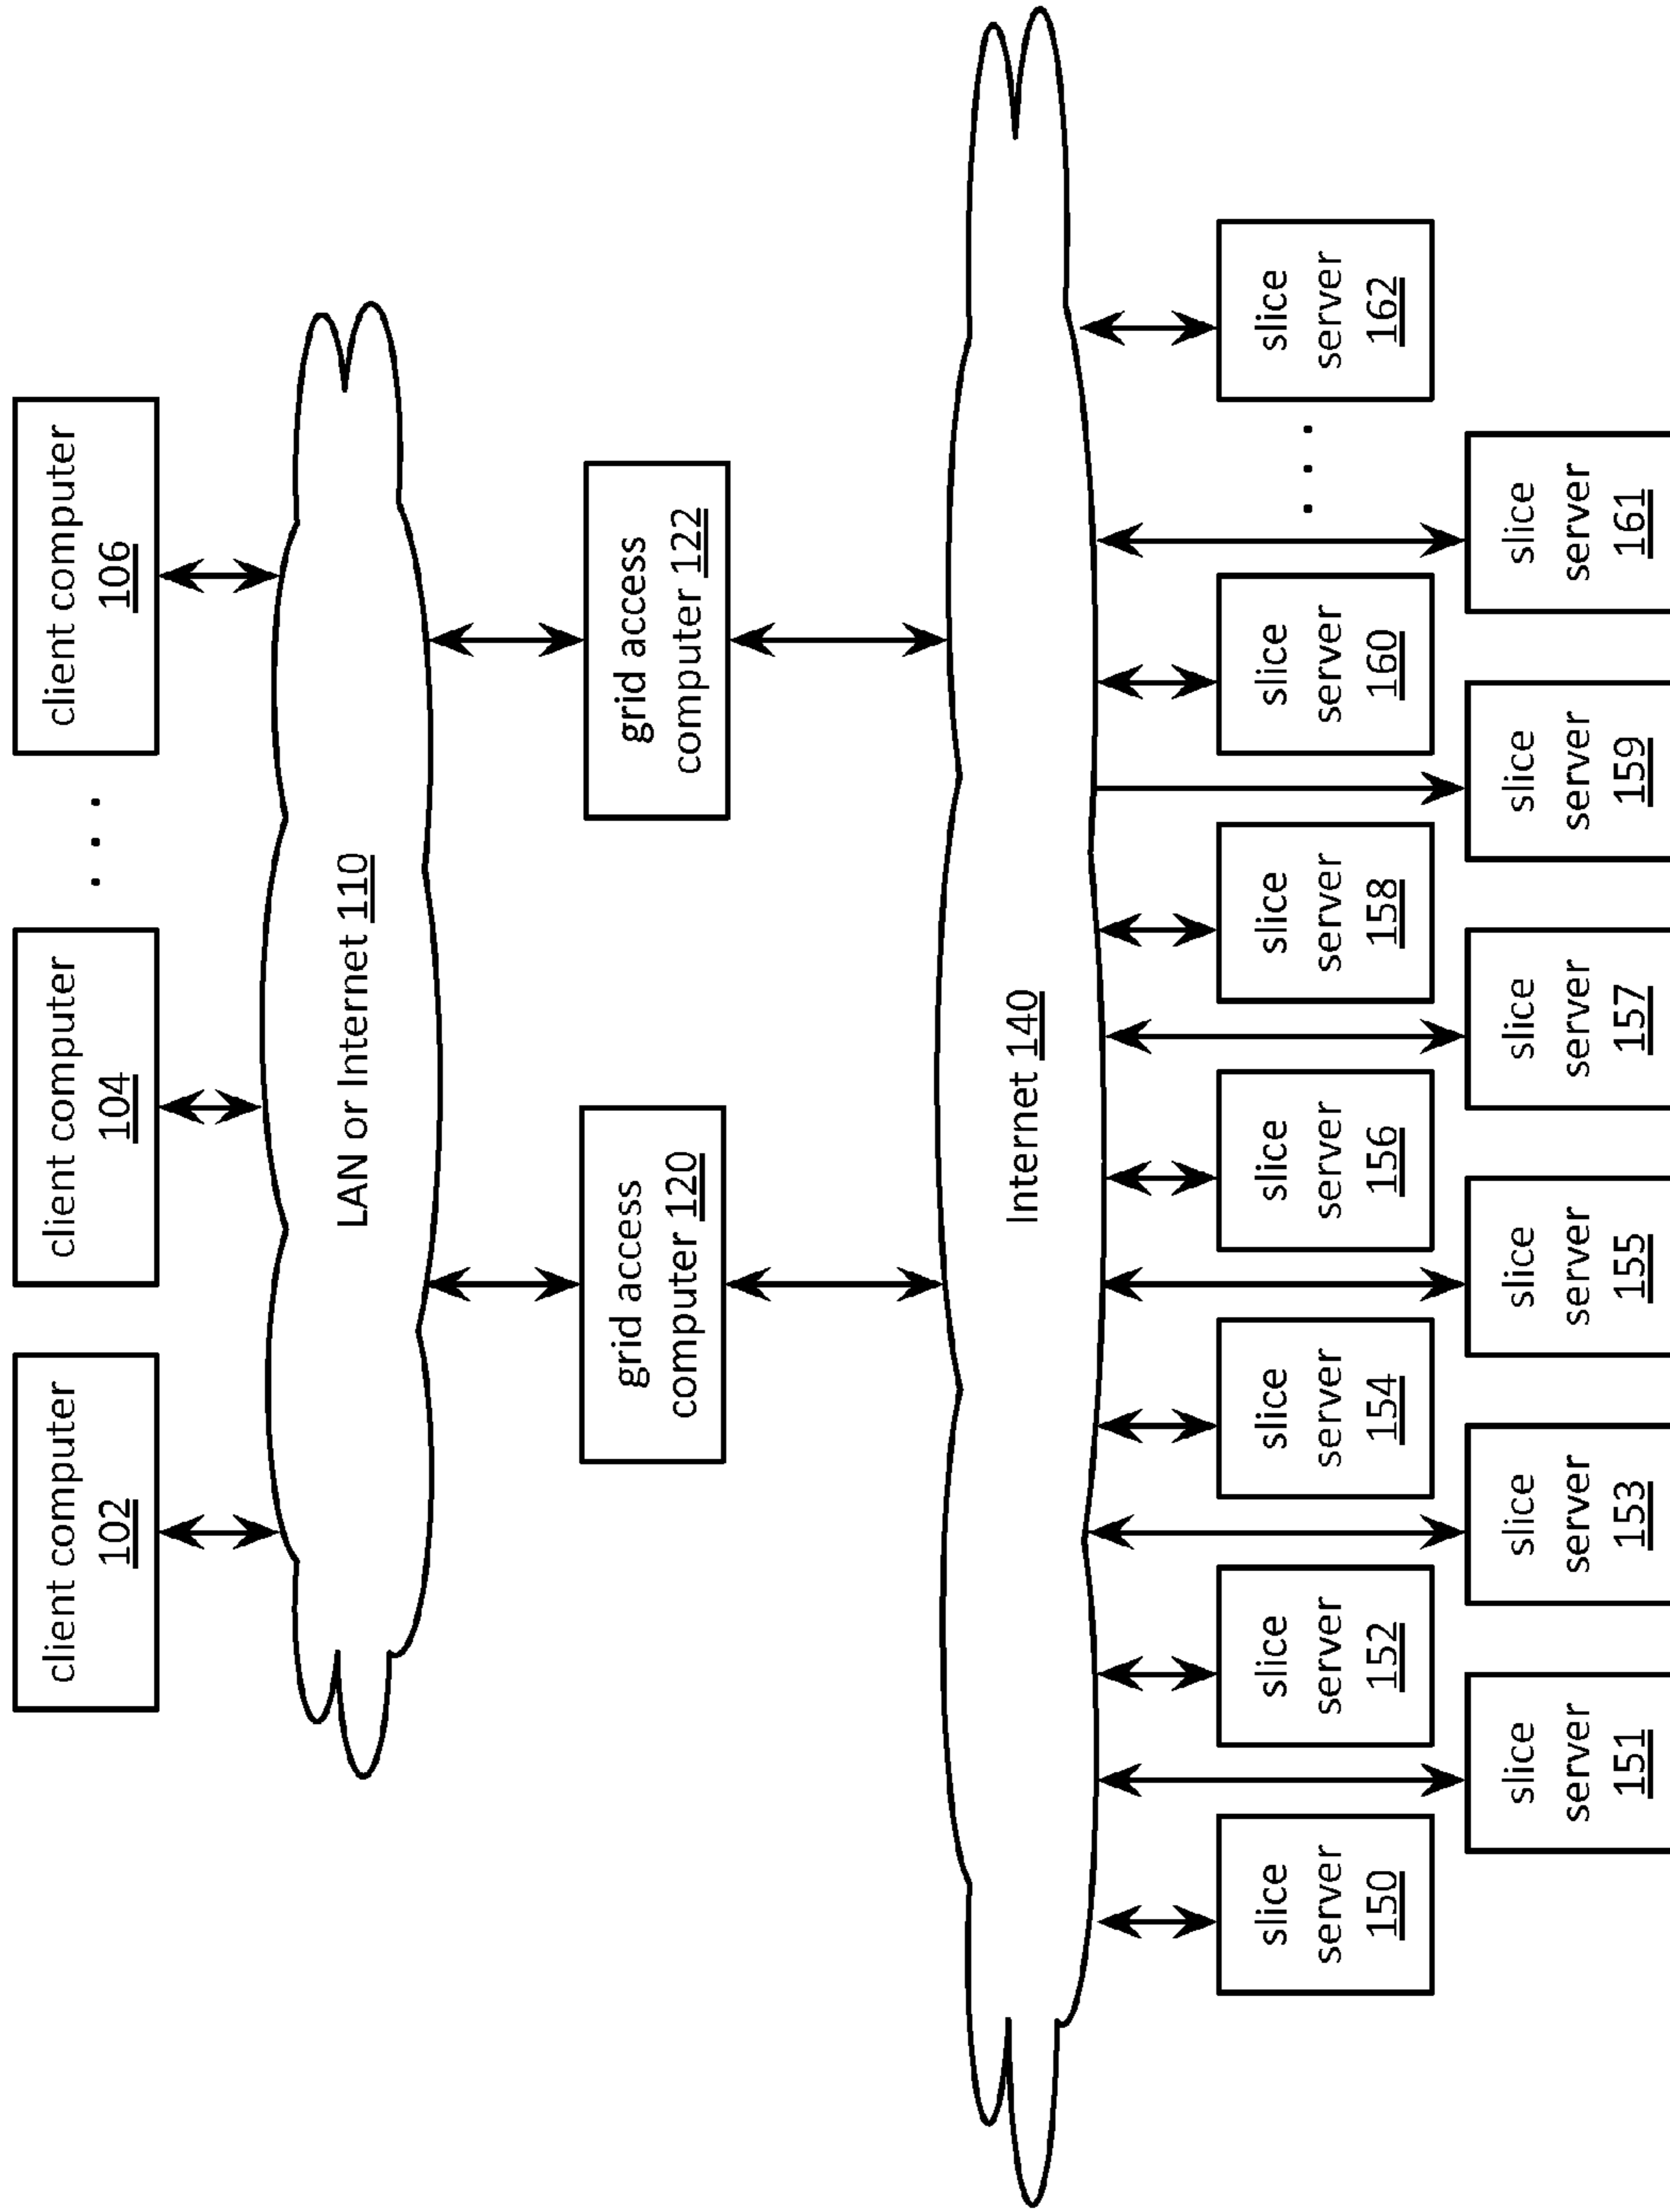 client computer
102
client computer
104
. . .
client computer
106
LAN or Internet 110
grid access
computer 120
grid access
computer 122
Internet 140
slice
server
150
slice
server
152
slice
server
154
slice
server
156
slice
server
158
slice
server
160
. . .
slice
server
162
slice
server
151
slice
server
153
slice
server
155
slice
server
157
slice
server
159
slice
server
161